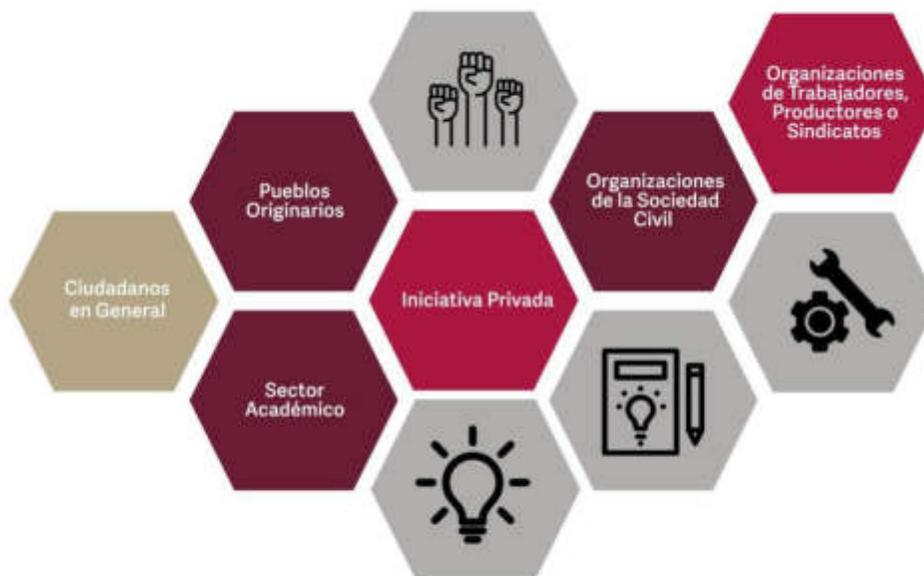 Organizaciones
de Trabajadores,
Productores o
Sindicatos
Pueblos
Originarios
Organizaciones
de la Sociedad
Civil
Ciudadanos
en General
Iniciativa Privada
Sector
Académico